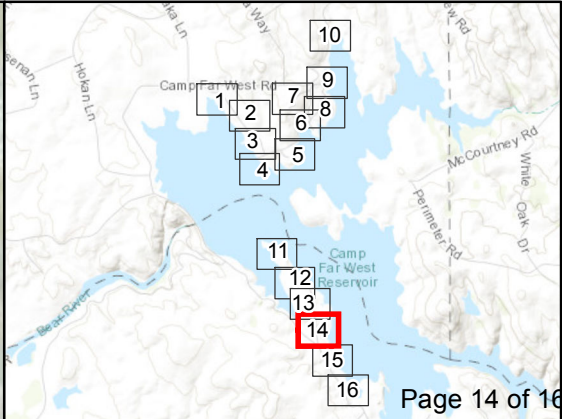 10
Hokan Ln
Camp Far West Rd
9
1
7
2
8
6
3
5
4
McCourtney Rd
White Oak Dr
Perimeter Rd
11
Camp
Far West
Reservoir
12
13
Bear River
14
15
16
Page 14 of 16